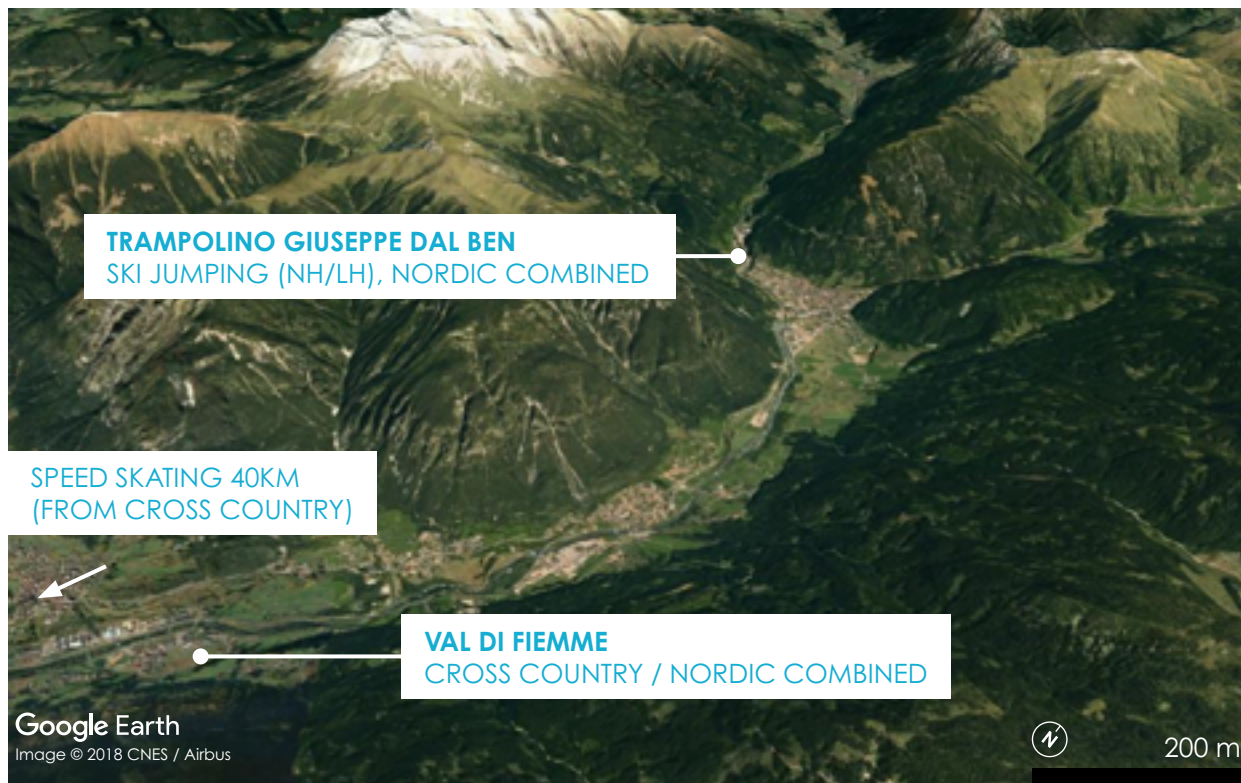 TRAMPOLINO GIUSEPPE DAL BEN
SKI JUMPING (NH/LH), NORDIC COMBINED
SPEED SKATING 40KM
(FROM CROSS COUNTRY)
VAL DI FIEMME
CROSS COUNTRY / NORDIC COMBINED
Google Earth
Image © 2018 CNES / Airbus
N
200 m